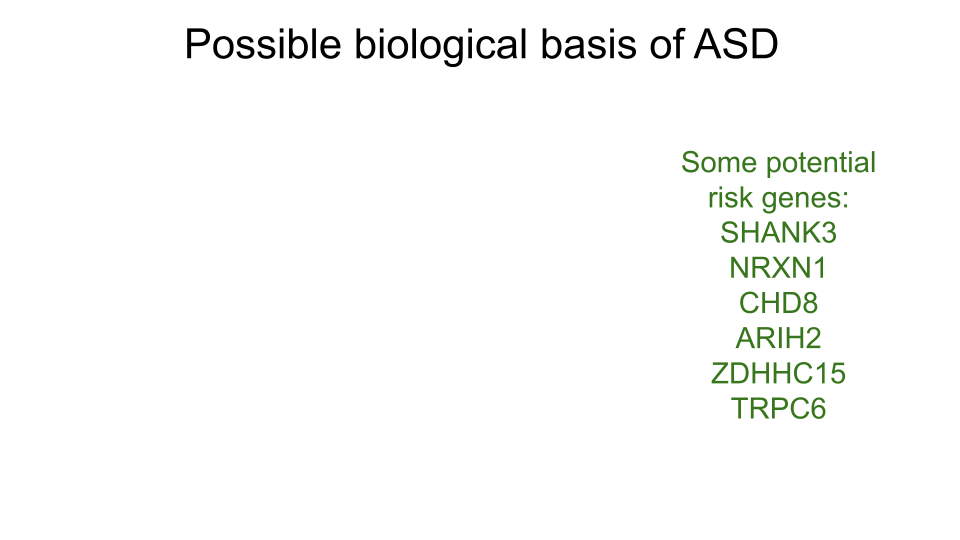 Possible biological basis of ASD
Some potential
risk genes:
SHANK3
NRXN1
CHD8
ARIH2
ZDHHC15
TRPC6